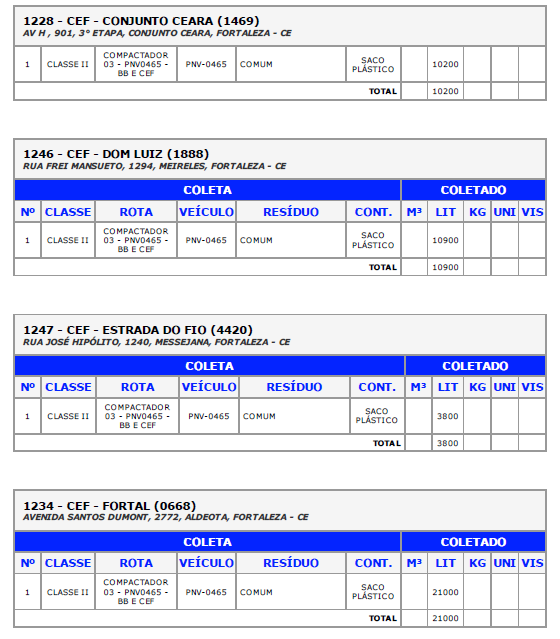 1228 - CEF - CONJUNTO CEARA (1469)
AV H , 901, 3° ETAPA, CONJUNTO CEARA, FORTALEZA - CE
1 CLASSE II COMPACTADOR 03 - PNV0465 - BB E CEF PNV-0465 COMUM SACO PLÁSTICO 10200
TOTAL 10200
1246 - CEF - DOM LUIZ (1888)
RUA FREI MANSUETO, 1294, MEIRELES, FORTALEZA - CE
COLETA COLETADO
Nº CLASSE ROTA VEÍCULO RESÍDUO CONT. M³ LIT KG UNI VIS
1 CLASSE II COMPACTADOR 03 - PNV0465 - BB E CEF PNV-0465 COMUM SACO PLÁSTICO 10900
TOTAL 10900
1247 - CEF - ESTRADA DO FIO (4420)
RUA JOSÉ HIPÓLITO, 1240, MESSEJANA, FORTALEZA - CE
COLETA COLETADO
Nº CLASSE ROTA VEÍCULO RESÍDUO CONT. M³ LIT KG UNI VIS
1 CLASSE II COMPACTADOR 03 - PNV0465 - BB E CEF PNV-0465 COMUM SACO PLÁSTICO 3800
TOTAL 3800
1234 - CEF - FORTAL (0668)
AVENIDA SANTOS DUMONT, 2772, ALDEOTA, FORTALEZA - CE
COLETA COLETADO
Nº CLASSE ROTA VEÍCULO RESÍDUO CONT. M³ LIT KG UNI VIS
1 CLASSE II COMPACTADOR 03 - PNV0465 - BB E CEF PNV-0465 COMUM SACO PLÁSTICO 21000
TOTAL 21000